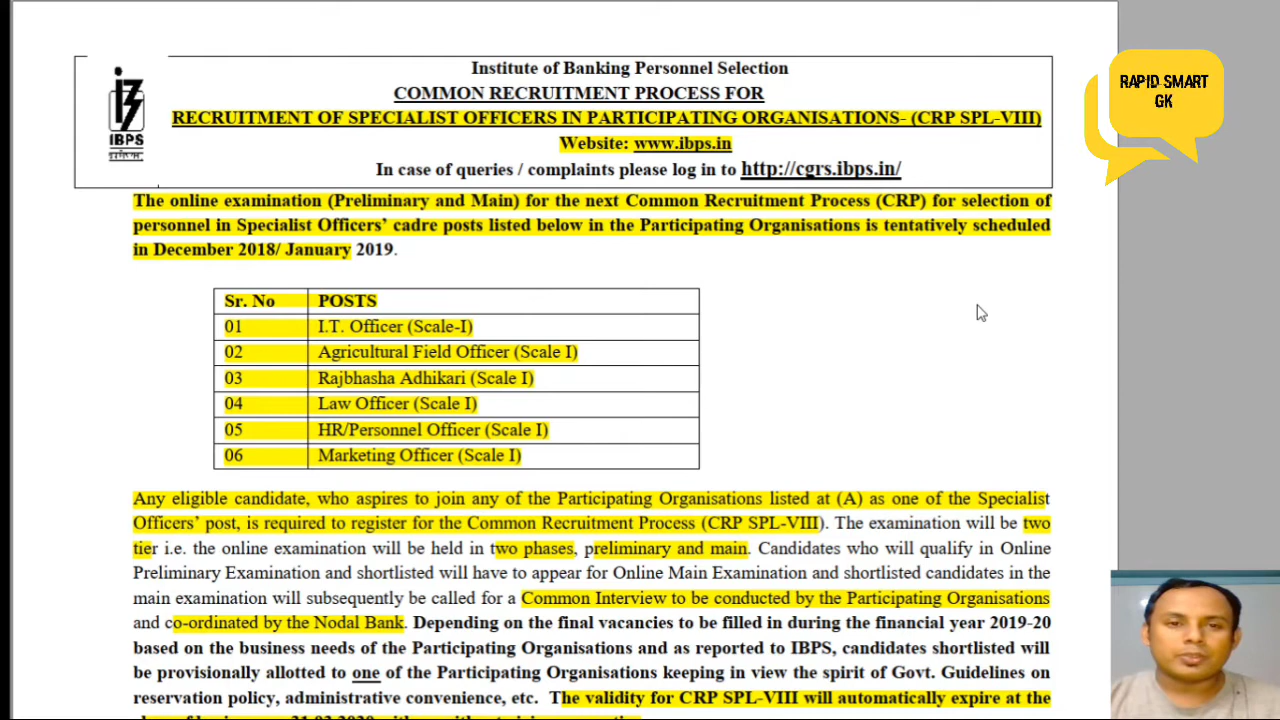 RAPID SMART
GK
IBPS
Institute of Banking Personnel Selection
COMMON RECRUITMENT PROCESS FOR
RECRUITMENT OF SPECIALIST OFFICERS IN PARTICIPATING ORGANISATIONS- (CRP SPL-VIII)
Website: www.ibps.in
In case of queries / complaints please log in to http://cgrs.ibps.in/
The online examination (Preliminary and Main) for the next Common Recruitment Process (CRP) for selection of
personnel in Specialist Officers’ cadre posts listed below in the Participating Organisations is tentatively scheduled
in December 2018/ January 2019.
Sr. No POSTS
01 I.T. Officer (Scale-I)
02 Agricultural Field Officer (Scale I)
03 Rajbhasha Adhikari (Scale I)
04 Law Officer (Scale I)
05 HR/Personnel Officer (Scale I)
06 Marketing Officer (Scale I)
Any eligible candidate, who aspires to join any of the Participating Organisations listed at (A) as one of the Specialist
Officers’ post, is required to register for the Common Recruitment Process (CRP SPL-VIII). The examination will be two
tier i.e. the online examination will be held in two phases, preliminary and main. Candidates who will qualify in Online
Preliminary Examination and shortlisted will have to appear for Online Main Examination and shortlisted candidates in the
main examination will subsequently be called for a Common Interview to be conducted by the Participating Organisations
and co-ordinated by the Nodal Bank. Depending on the final vacancies to be filled in during the financial year 2019-20
based on the business needs of the Participating Organisations and as reported to IBPS, candidates shortlisted will
be provisionally allotted to one of the Participating Organisations keeping in view the spirit of Govt. Guidelines on
reservation policy, administrative convenience, etc. The validity for CRP SPL-VIII will automatically expire at the